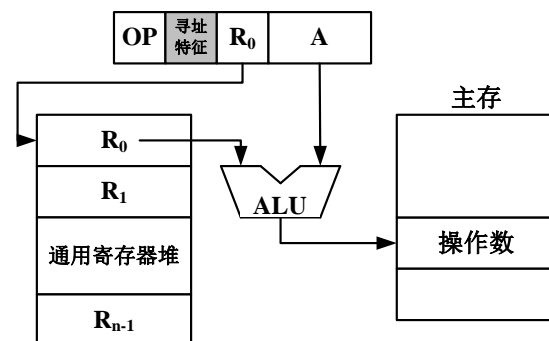 OP 寻址特征 R₀ A
主存
R₀
R₁
ALU
通用寄存器堆
操作数
Rₙ₋₁